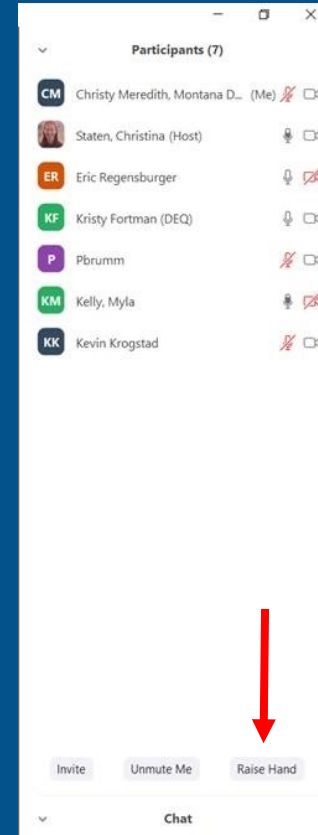 Participants (7)
CM Christy Meredith, Montana D... (Me)
Staten, Christina (Host)
ER Eric Regensburger
KF Kristy Fortman (DEQ)
P Pbrumm
KM Kelly, Myla
KK Kevin Krogstad
Invite Unmute Me Raise Hand
Chat